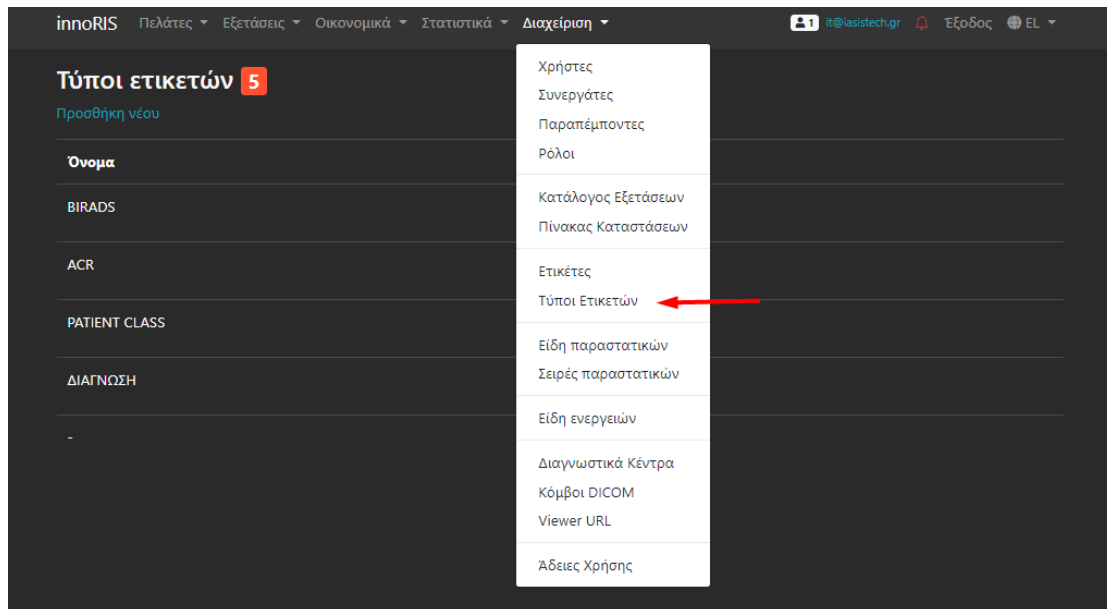 innoRIS Πελάτες Εξετάσεις Οικονομικά Στατιστικά Διαχείριση 1 it@iasistech.gr Έξοδος EL
Τύποι ετικετών 5
Προσθήκη νέου
Όνομα
BIRADS
ACR
PATIENT CLASS
ΔΙΑΓΝΩΣΗ
-
Χρήστες
Συνεργάτες
Παραπέμποντες
Ρόλοι
Κατάλογος Εξετάσεων
Πίνακας Καταστάσεων
Ετικέτες
Τύποι Ετικετών
Είδη παραστατικών
Σειρές παραστατικών
Είδη ενεργειών
Διαγνωστικά Κέντρα
Κόμβοι DICOM
Viewer URL
Άδειες Χρήσης